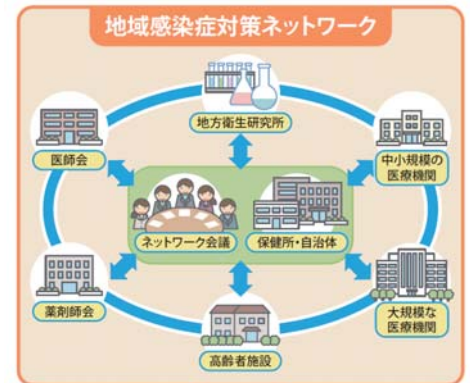 地域感染症対策ネットワーク
地方衛生研究所
医師会
中小規模の
医療機関
ネットワーク会議
保健所・自治体
薬剤師会
大規模な
医療機関
高齢者施設